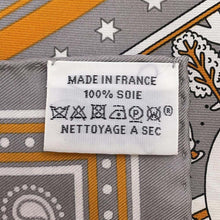 MADE IN FRANCE
100% SOIE
®
NETTOYAGE A SEC